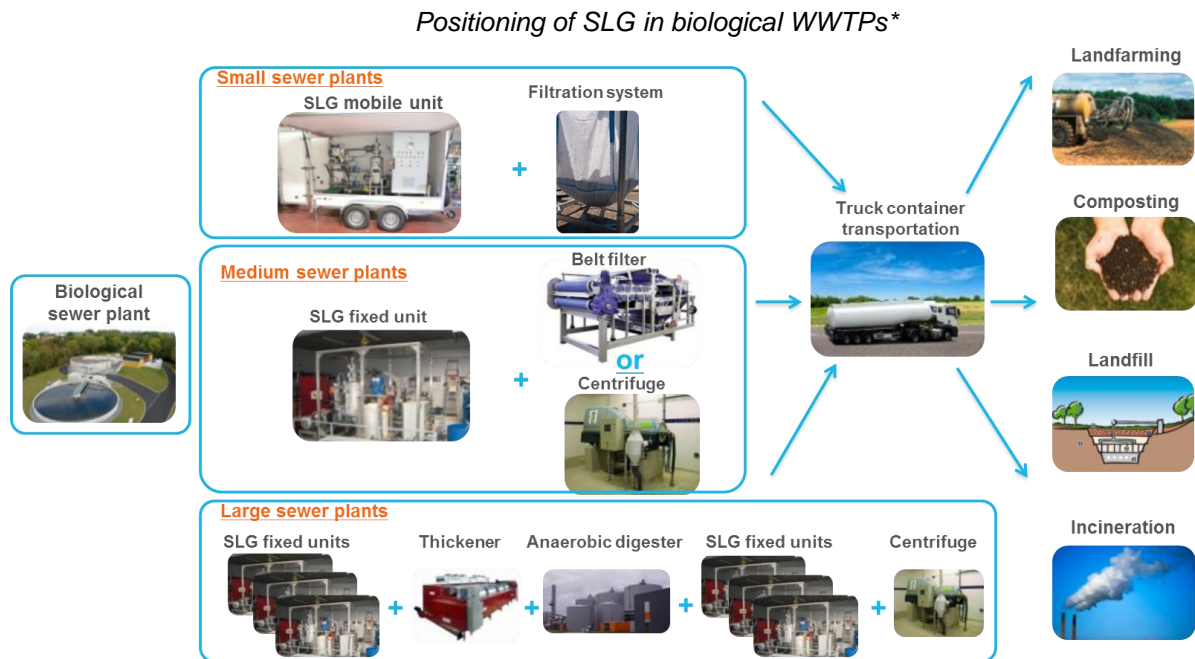 Positioning of SLG in biological WWTPs*
Small sewer plants
SLG mobile unit
Filtration system
+
Medium sewer plants
SLG fixed unit
+
Belt filter
or
Centrifuge
Biological
sewer plant
Large sewer plants
SLG fixed units
+
Thickener
+
Anaerobic digester
+
SLG fixed units
+
Centrifuge
Truck container
transportation
Landfarming
Composting
Landfill
Incineration